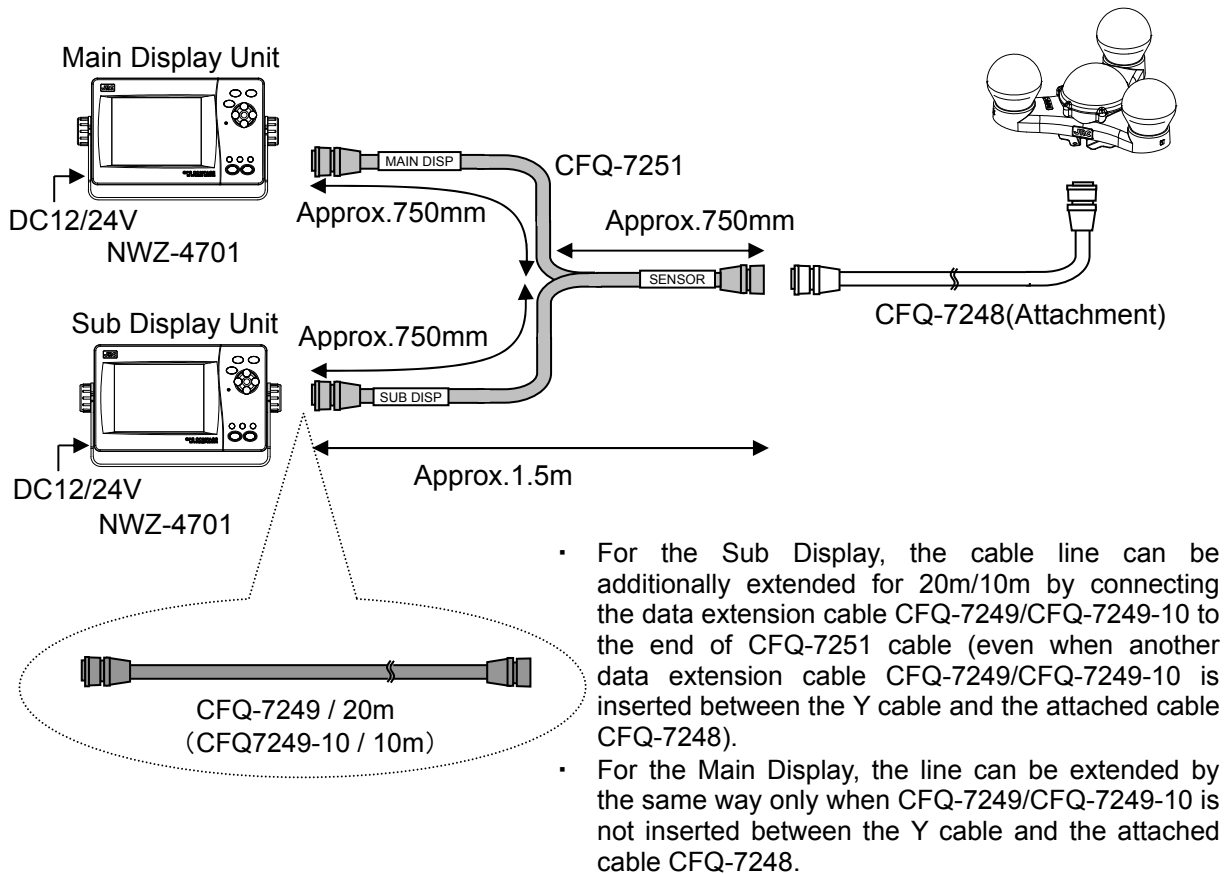 Main Display Unit
JRC
DC12/24V
NWZ-4701
MAIN DISP
CFQ-7251
Approx.750mm
Approx.750mm
SENSOR
CFQ-7248(Attachment)
JRC
Sub Display Unit
JRC
Approx.750mm
SUB DISP
DC12/24V
NWZ-4701
Approx.1.5m
CFQ-7249 / 20m
（CFQ7249-10 / 10m）
・ For the Sub Display, the cable line can be
additionally extended for 20m/10m by connecting
the data extension cable CFQ-7249/CFQ-7249-10 to
the end of CFQ-7251 cable (even when another
data extension cable CFQ-7249/CFQ-7249-10 is
inserted between the Y cable and the attached cable
CFQ-7248).
・ For the Main Display, the line can be extended by
the same way only when CFQ-7249/CFQ-7249-10 is
not inserted between the Y cable and the attached
cable CFQ-7248.